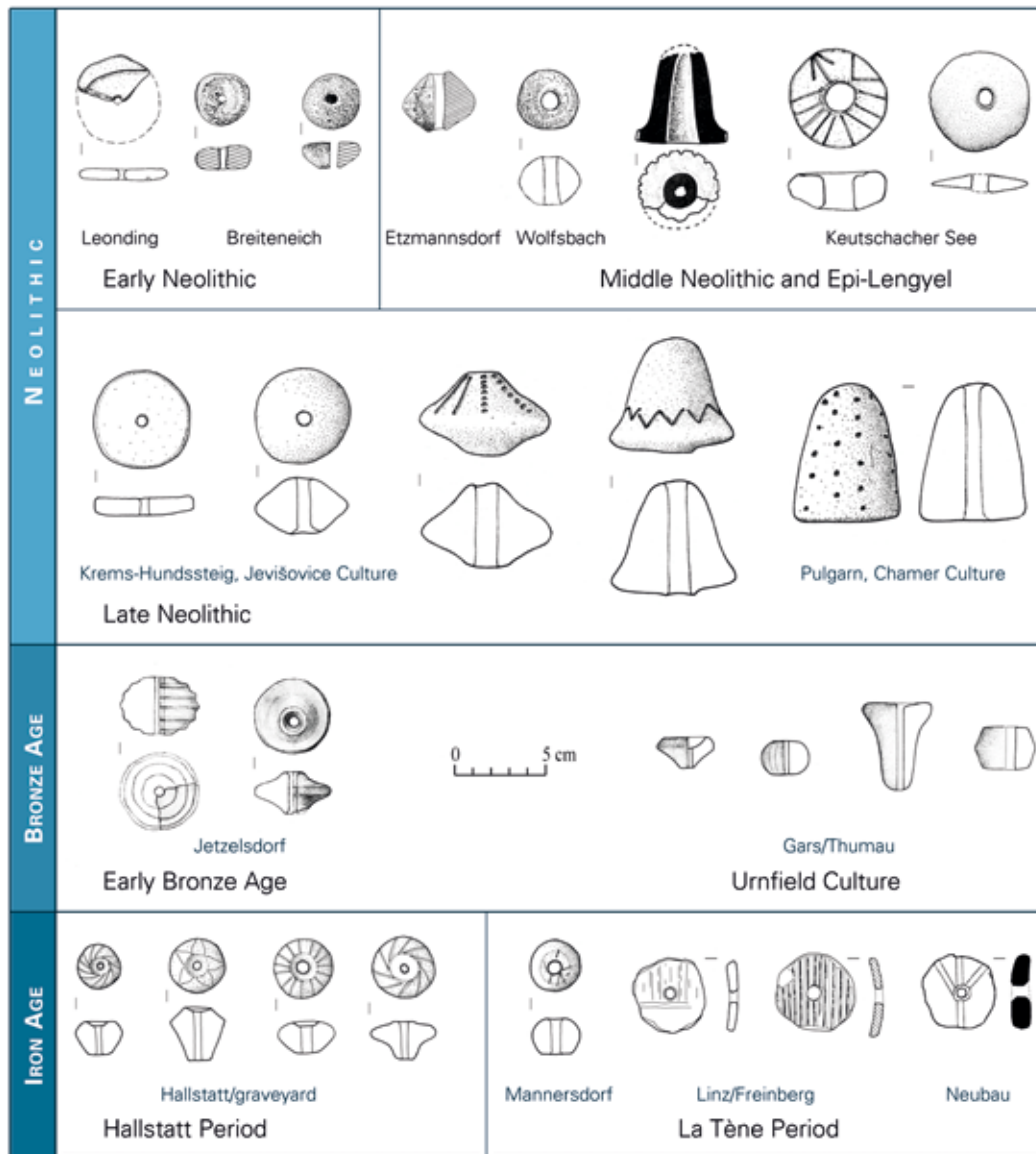 NEOLITHIC
Leonding
Breiteneich
Early Neolithic
Etzmannsdorf
Wolfsbach
Keutschacher See
Middle Neolithic and Epi-Lengyel
Krems-Hundssteig, Jevišovice Culture
Pulgarn, Chamer Culture
Late Neolithic
BRONZE AGE
0 5 cm
Jetzelsdorf
Early Bronze Age
Gars/Thumau
Urnfield Culture
IRON AGE
Hallstatt/graveyard
Hallstatt Period
Mannersdorf
Linz/Freinberg
Neubau
La Tène Period